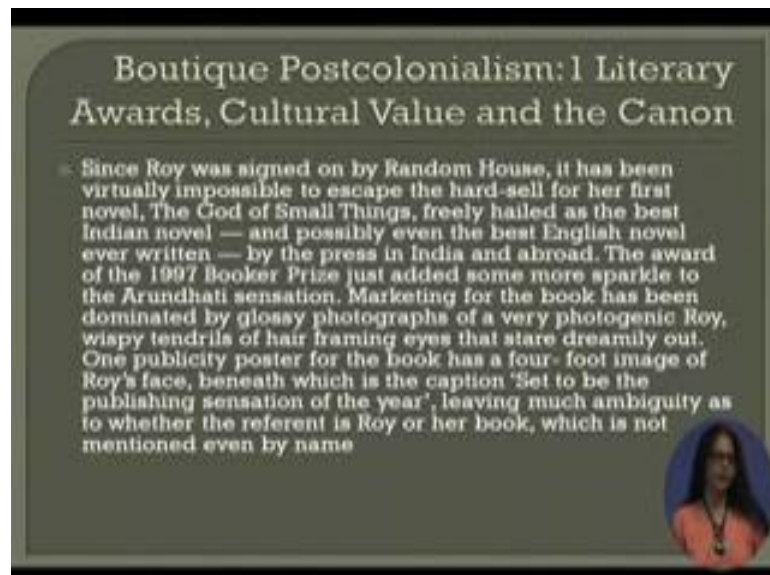 Boutique Postcolonialism:1 Literary
Awards, Cultural Value and the Canon
Since Roy was signed on by Random House, it has been
virtually impossible to escape the hard-sell for her first
novel, The God of Small Things, freely hailed as the best
Indian novel — and possibly even the best English novel
ever written — by the press in India and abroad. The award
of the 1997 Booker Prize just added some more sparkle to
the Arundhati sensation. Marketing for the book has been
dominated by glossy photographs of a very photogenic Roy,
wispy tendrils of hair framing eyes that stare dreamily out.
One publicity poster for the book has a four- foot image of
Roy's face, beneath which is the caption 'Set to be the
publishing sensation of the year', leaving much ambiguity as
to whether the referent is Roy or her book, which is not
mentioned even by name